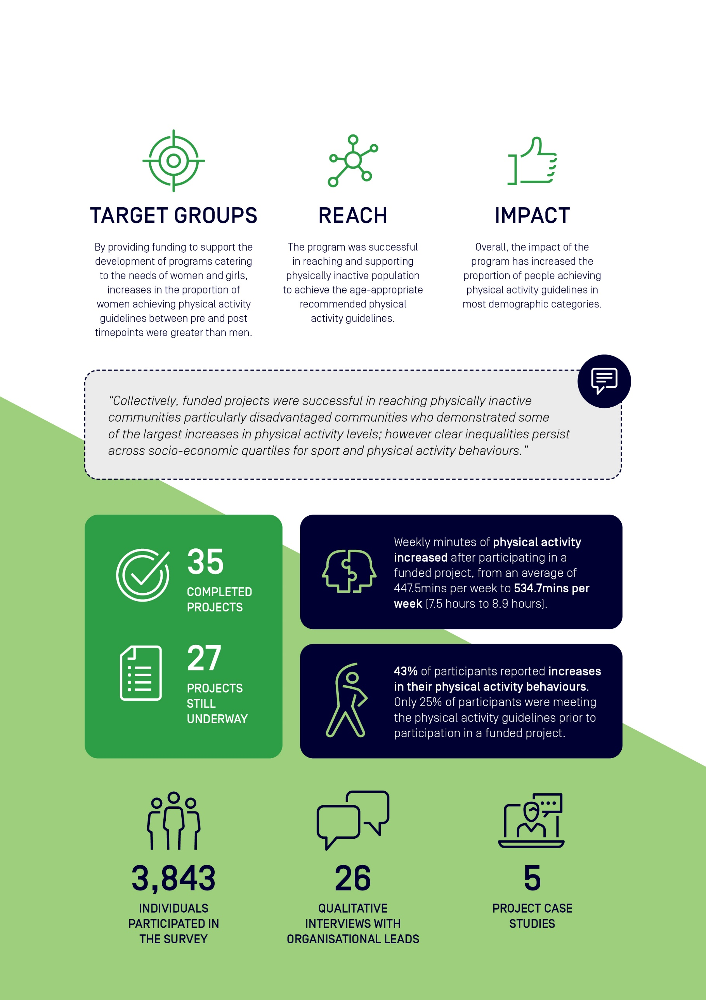 TARGET GROUPS
By providing funding to support the
development of programs catering
to the needs of women and girls,
increases in the proportion of
women achieving physical activity
guidelines between pre and post
timepoints were greater than men.
REACH
The program was successful
in reaching and supporting
physically inactive population
to achieve the age-appropriate
recommended physical
activity guidelines.
IMPACT
Overall, the impact of the
program has increased the
proportion of people achieving
physical activity guidelines in
most demographic categories.
“Collectively, funded projects were successful in reaching physically inactive
communities particularly disadvantaged communities who demonstrated some
of the largest increases in physical activity levels; however clear inequalities persist
across socio-economic quartiles for sport and physical activity behaviours.”
35
COMPLETED
PROJECTS
27
PROJECTS
STILL
UNDERWAY
Weekly minutes of physical activity
increased after participating in a
funded project, from an average of
447.5mins per week to 534.7mins per
week (7.5 hours to 8.9 hours).
43% of participants reported increases
in their physical activity behaviours.
Only 25% of participants were meeting
the physical activity guidelines prior to
participation in a funded project.
3,843
INDIVIDUALS
PARTICIPATED IN
THE SURVEY
26
QUALITATIVE
INTERVIEWS WITH
ORGANISATIONAL LEADS
5
PROJECT CASE
STUDIES